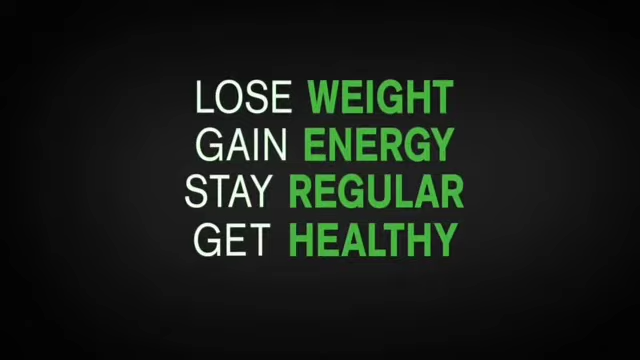 LOSE WEIGHT
GAIN ENERGY
STAY REGULAR
GET HEALTHY